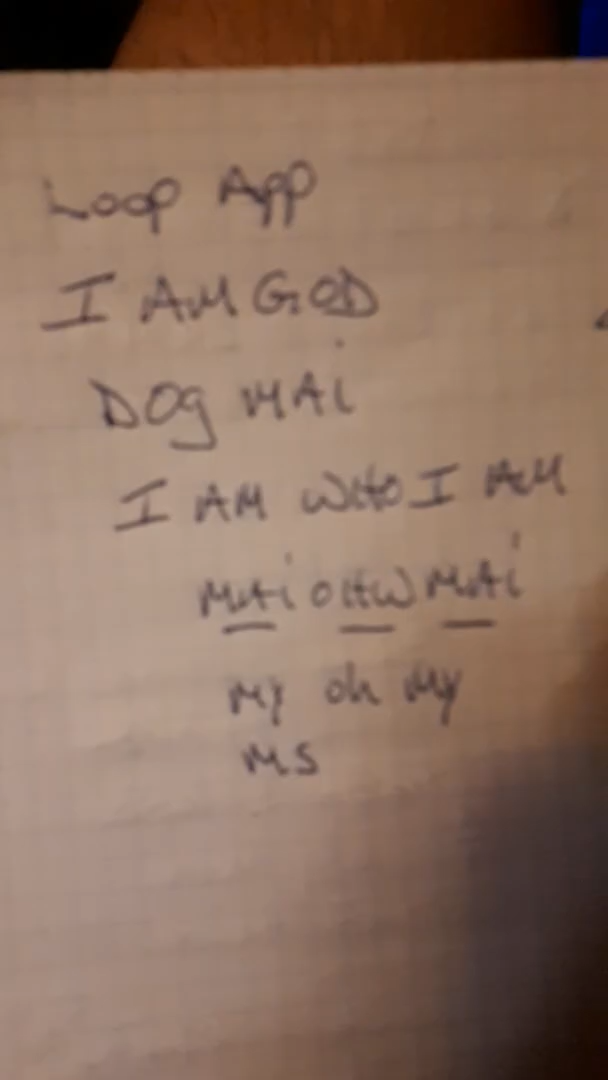 Loop App
I AM GOD
DOg MAi
I AM WHO I AM
MAi OHW MAi
My oh My
MS